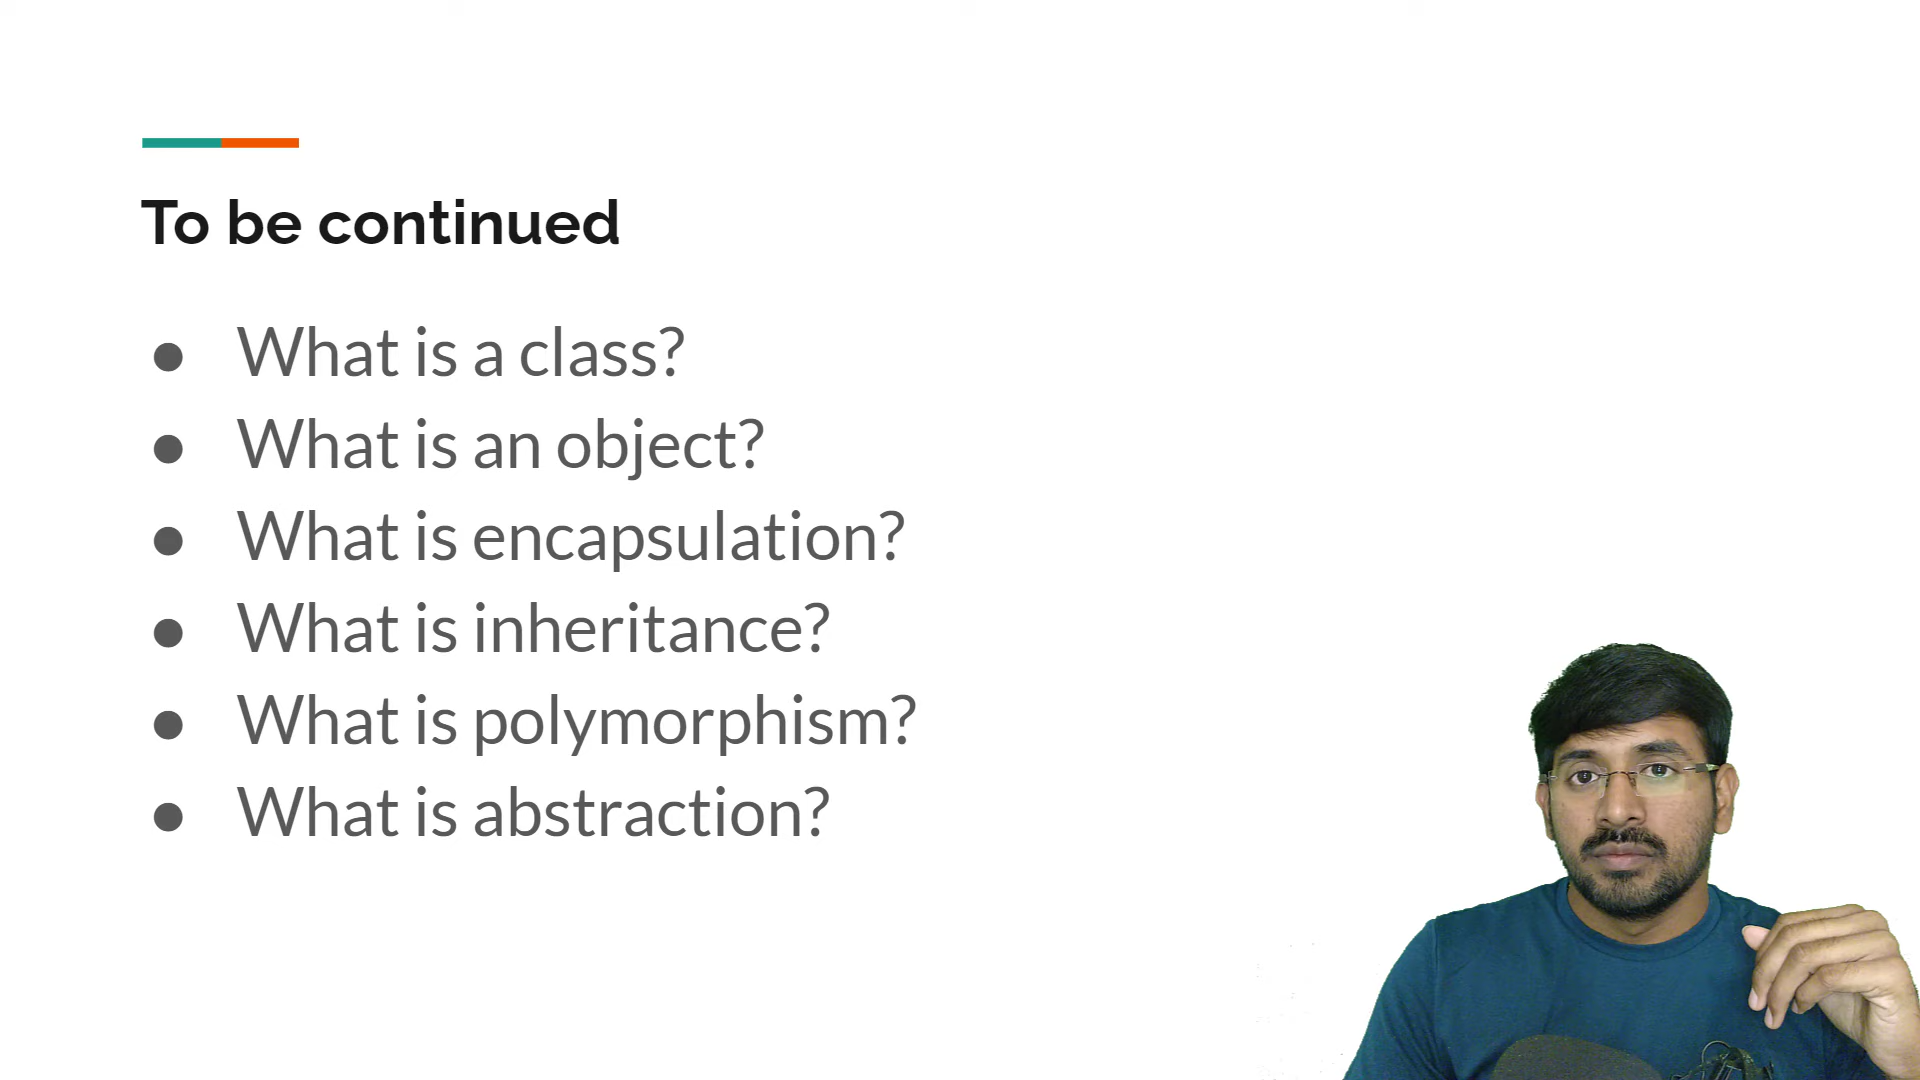 To be continued
● What is a class?
● What is an object?
● What is encapsulation?
● What is inheritance?
● What is polymorphism?
● What is abstraction?